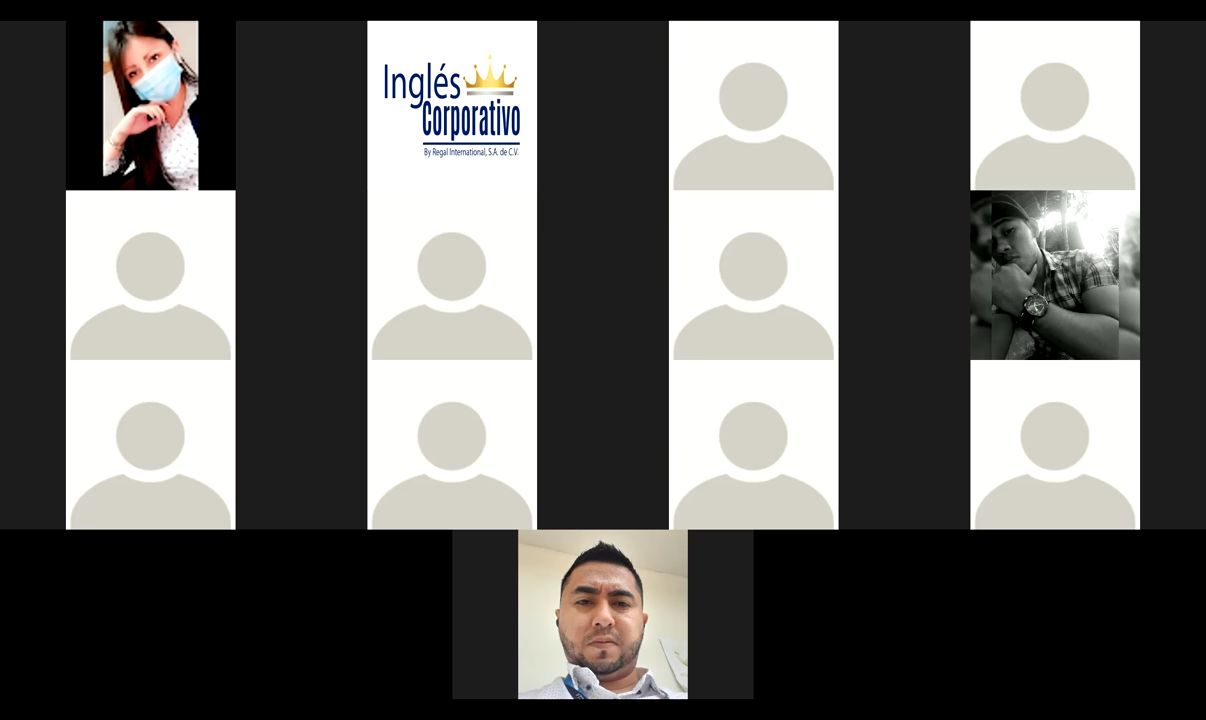 Inglés
Corporativo
By Regal International, S.A. de C.V.